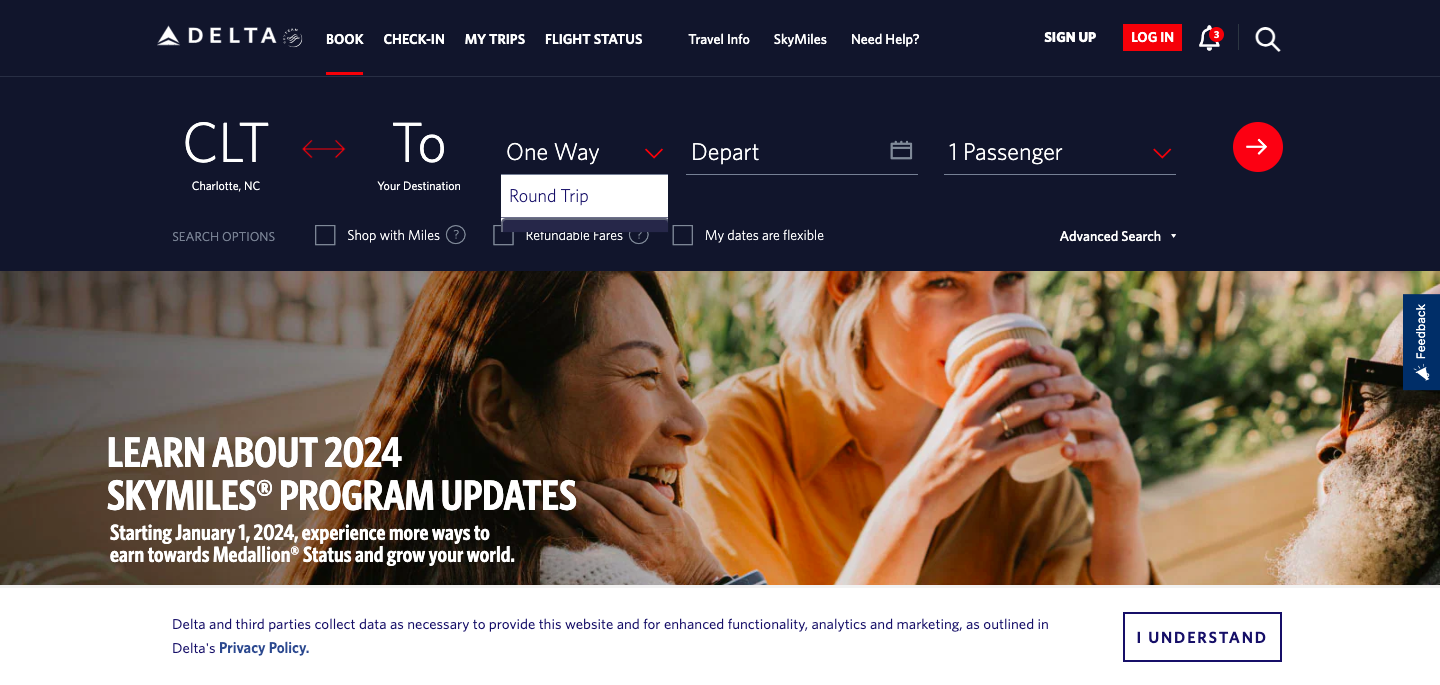 DELTA
BOOK
CHECK-IN
MY TRIPS
FLIGHT STATUS
Travel Info
SkyMiles
Need Help?
SIGN UP
LOG IN
3
CLT
Charlotte, NC
To
Your Destination
One Way
Round Trip
Depart
1 Passenger
SEARCH OPTIONS
Shop with Miles ?
Refundable Fares ?
My dates are flexible
Advanced Search
Feedback
LEARN ABOUT 2024
SKYMILES® PROGRAM UPDATES
Starting January 1, 2024, experience more ways to
earn towards Medallion® Status and grow your world.
Delta and third parties collect data as necessary to provide this website and for enhanced functionality, analytics and marketing, as outlined in
Delta's Privacy Policy.
I UNDERSTAND